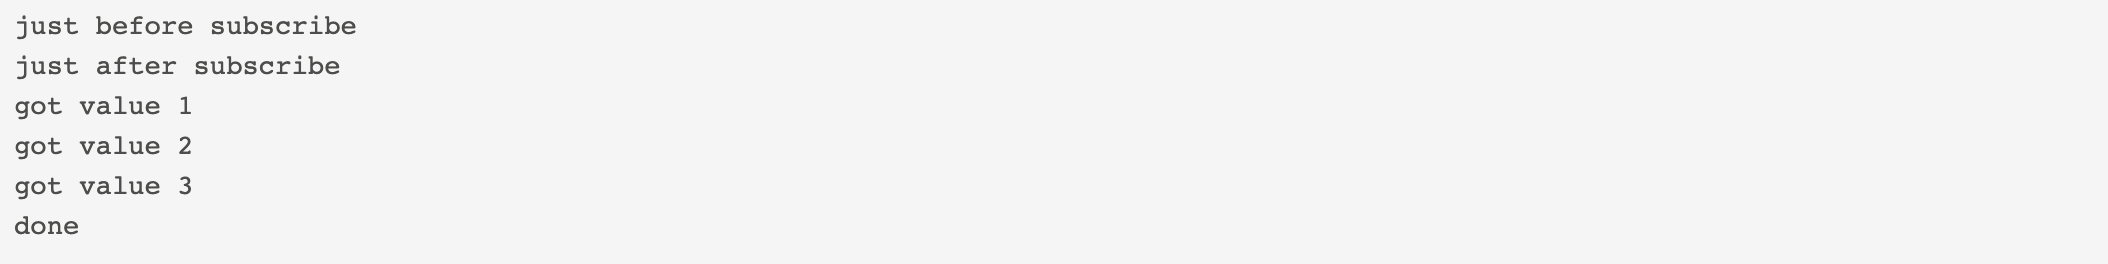 just before subscribe
just after subscribe
got value 1
got value 2
got value 3
done